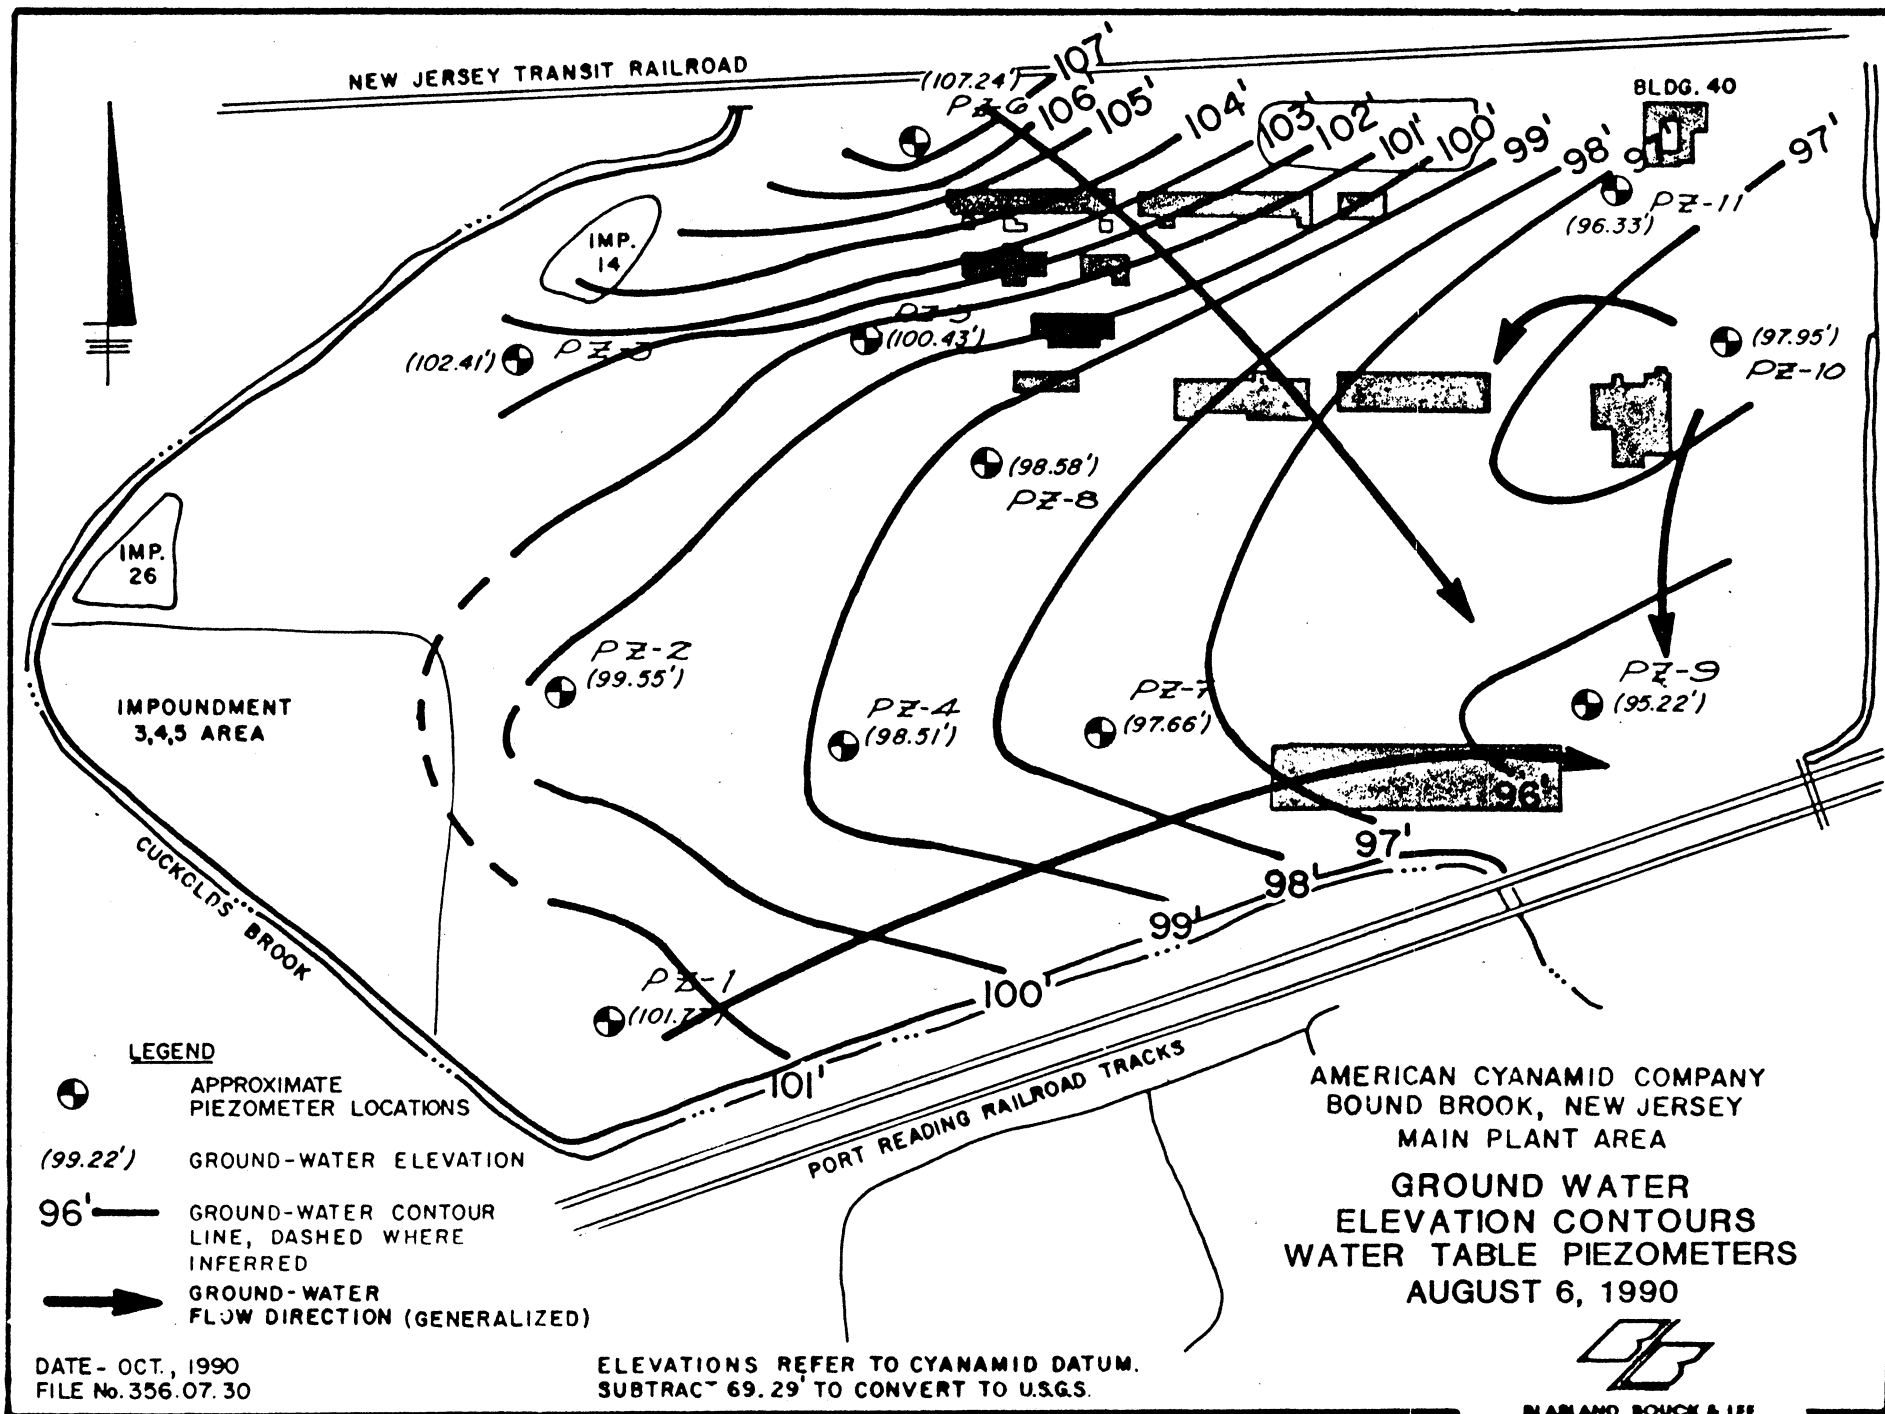 NEW JERSEY TRANSIT RAILROAD
(107.24')
PZ-6
107'
106'
105'
104'
103'
102'
101'
100'
99'
98'
97'
BLDG. 40
PZ-11
(96.33')
IMP.
14
PZ-5
(100.43')
(102.41')
PZ-3
(97.95')
PZ-10
(98.58')
PZ-8
IMP.
26
PZ-2
(99.55')
IMPOUNDMENT
3,4,5 AREA
PZ-4
(98.51')
PZ-7
(97.66')
PZ-9
(95.22')
96'
97'
98'
99'
100'
101'
CUCKOLDS BROOK
PZ-1
PORT READING RAILROAD TRACKS
LEGEND
APPROXIMATE
PIEZOMETER LOCATIONS
(99.22') GROUND-WATER ELEVATION
96' GROUND-WATER CONTOUR
LINE, DASHED WHERE
INFERRED
GROUND-WATER
FLOW DIRECTION (GENERALIZED)
DATE- OCT., 1990
FILE No. 356.07.30
ELEVATIONS REFER TO CYANAMID DATUM.
SUBTRACT 69.29' TO CONVERT TO U.S.G.S.
AMERICAN CYANAMID COMPANY
BOUND BROOK, NEW JERSEY
MAIN PLANT AREA
GROUND WATER
ELEVATION CONTOURS
WATER TABLE PIEZOMETERS
AUGUST 6, 1990
BLASLAND, BOUCK & LEE